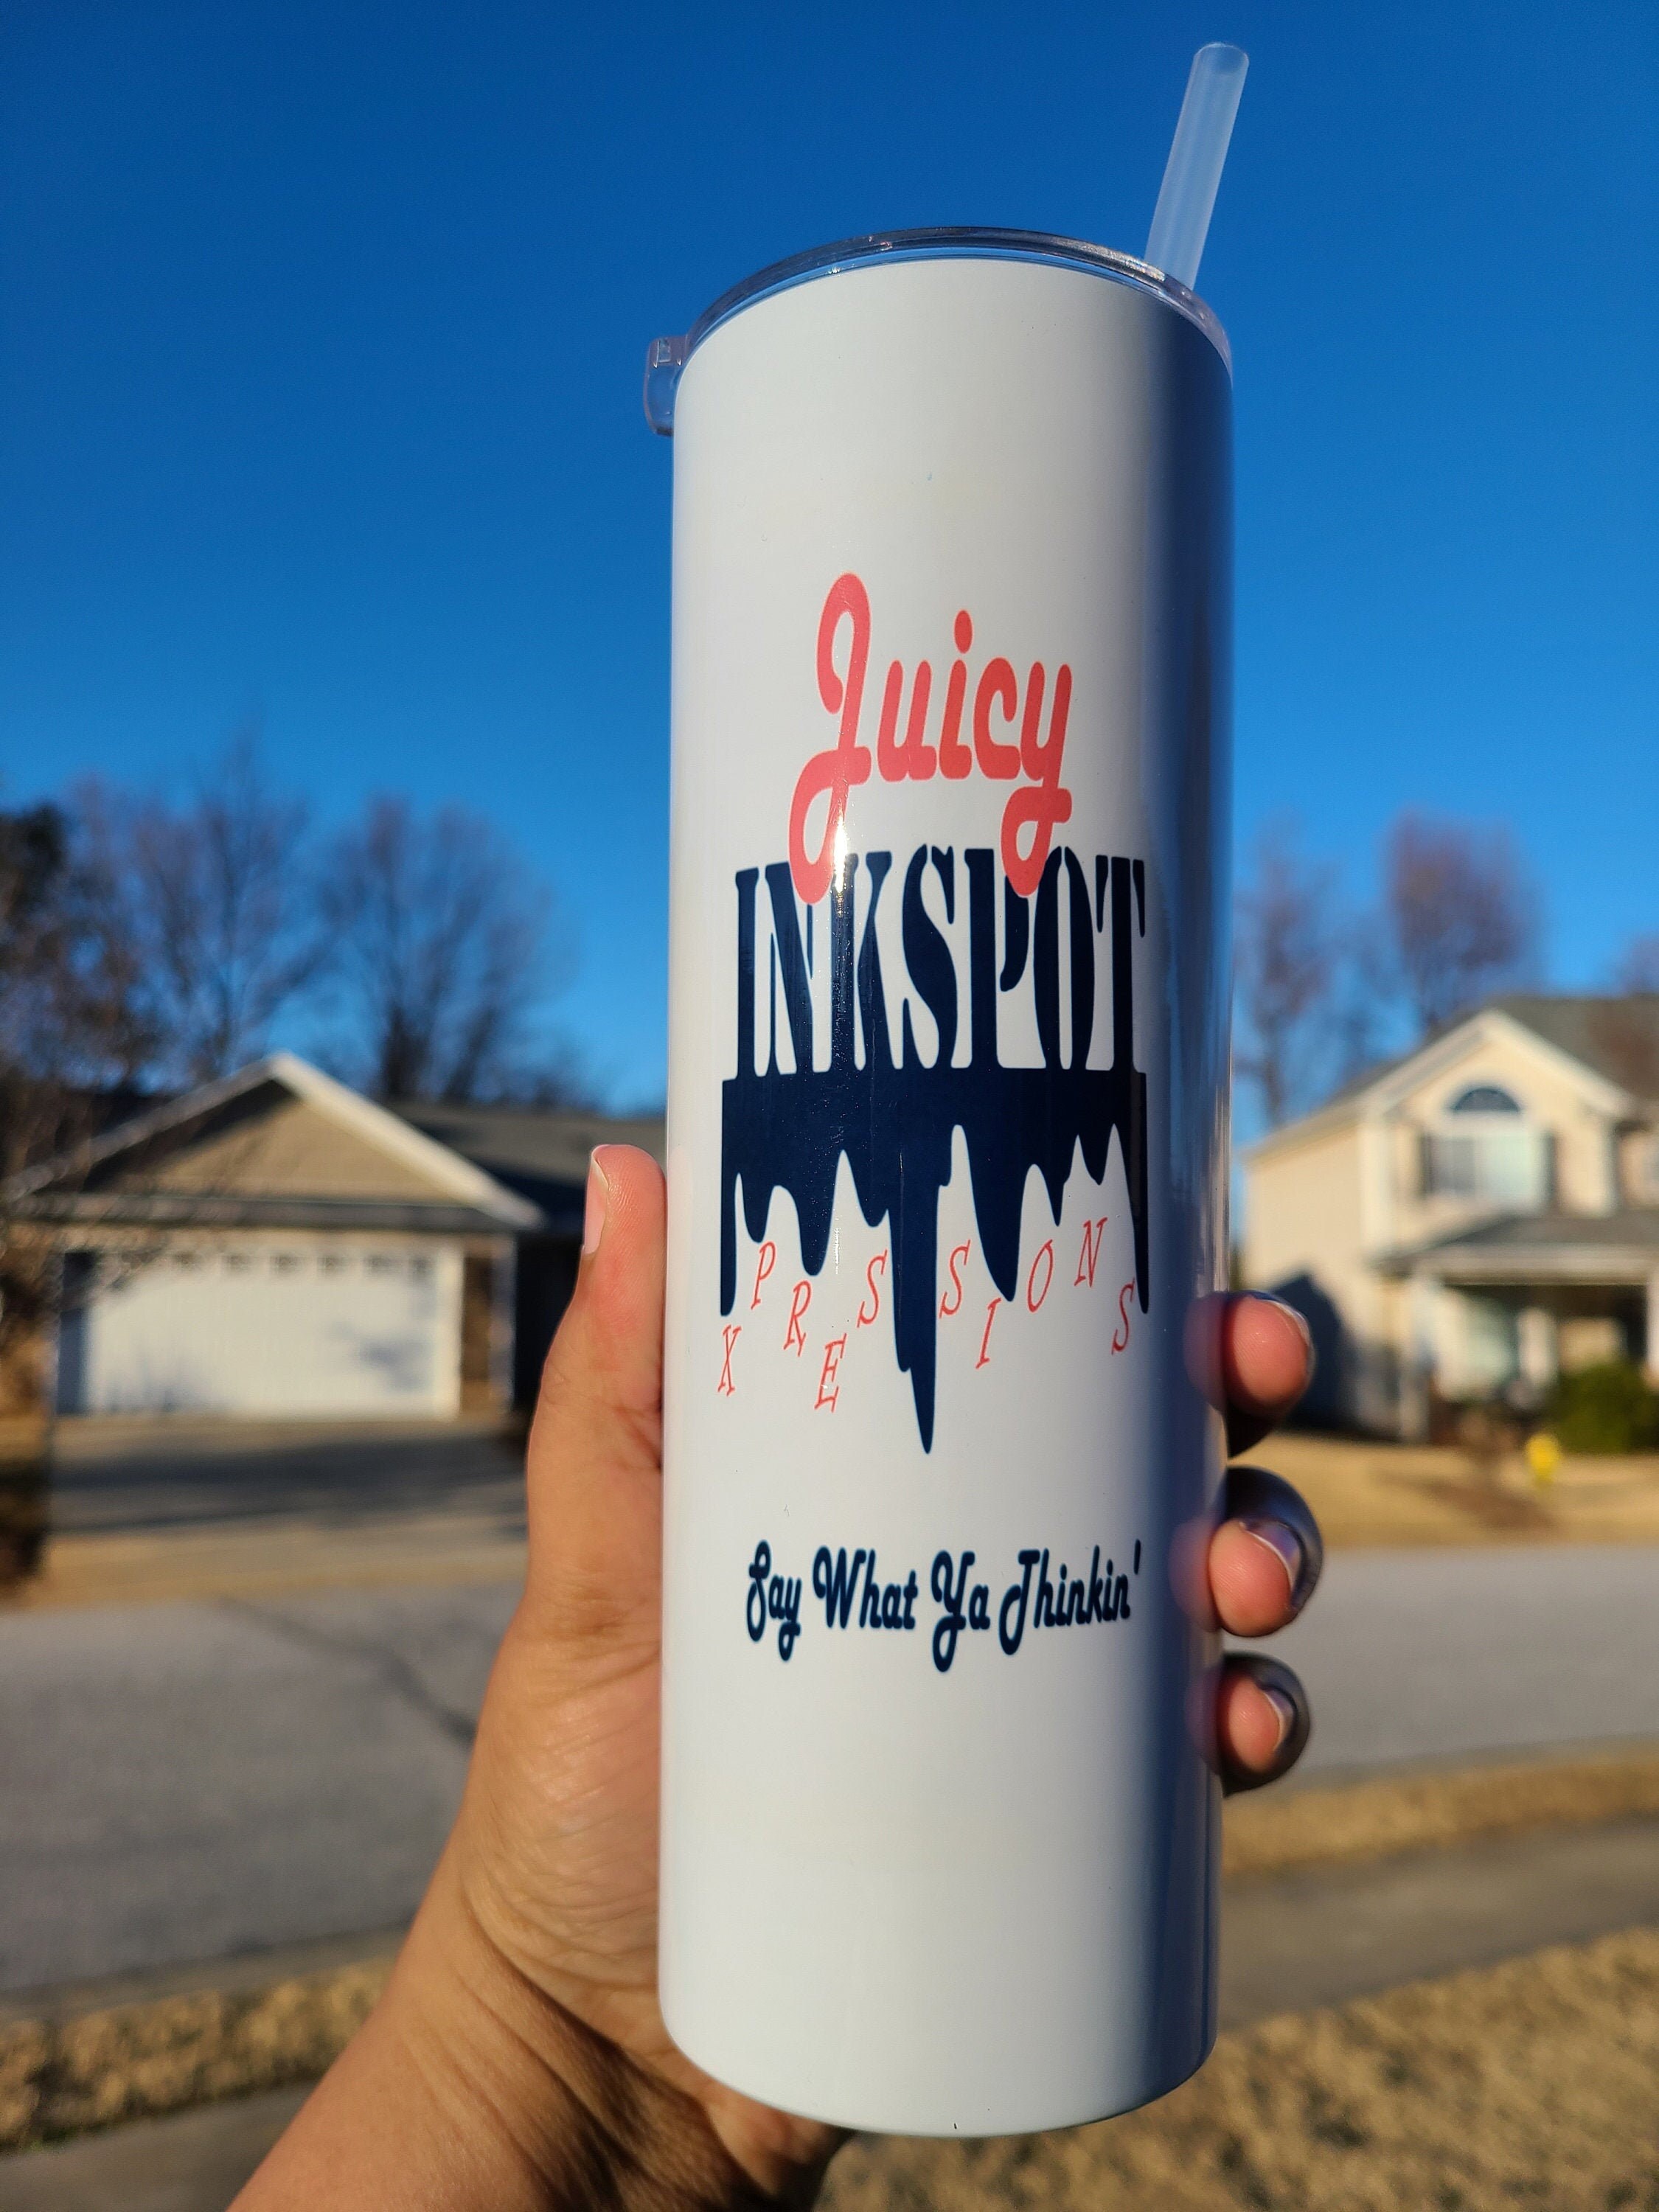 Juicy
INKSPOT
XPRESSIONS
Say What Ya Thinkin'